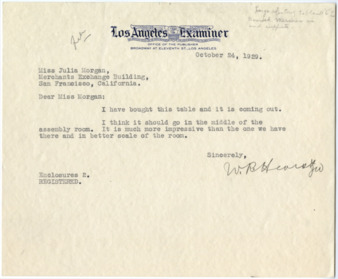 Los Angeles Examiner
OFFICE OF THE PUBLISHER
BROADWAY AT ELEVENTH ST., LOS ANGELES
October 24, 1929.
Miss Julia Morgan,
Merchants Exchange Building,
San Francisco, California.
Dear Miss Morgan:
I have bought this table and it is coming out.
I think it should go in the middle of the
assembly room. It is much more impressive than the one we have
there and in better scale of the room.
Sincerely,
W. R. Hearst
Enclosures 2.
REGISTERED.